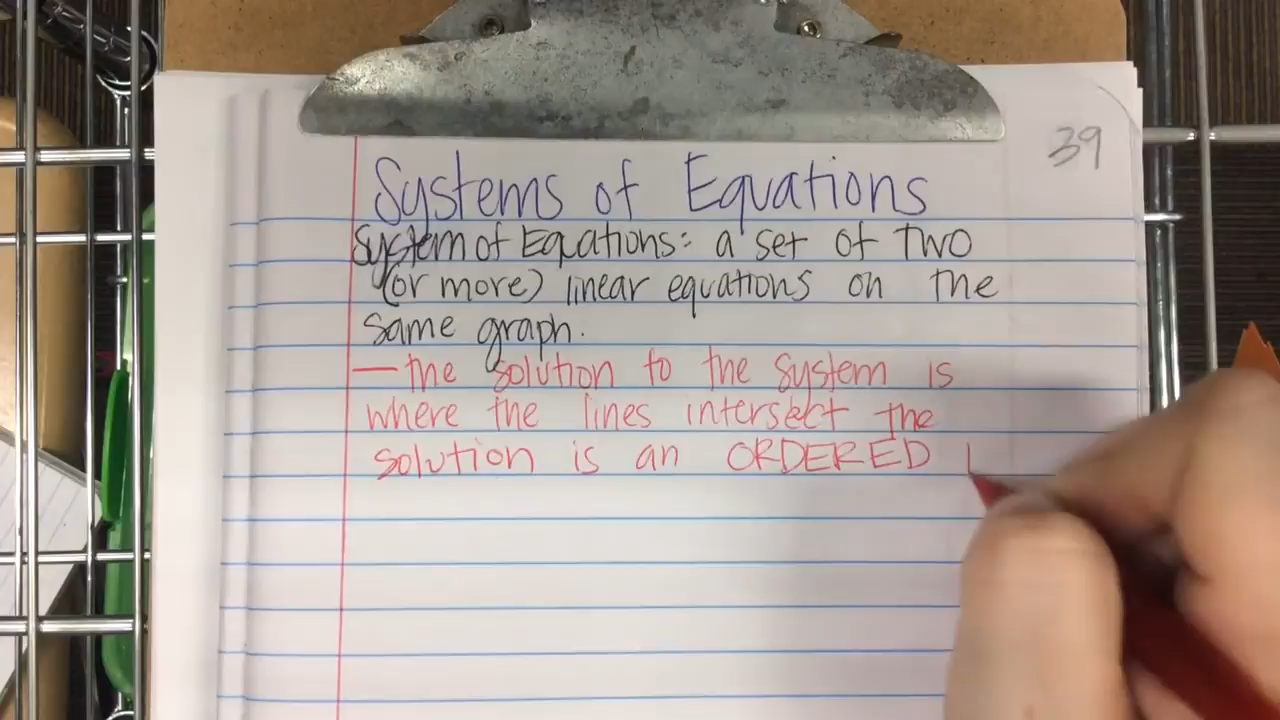 39
Systems of Equations
System of Equations: a set of two
(or more) linear equations on the
same graph.
— the solution to the system is
where the lines intersect the
solution is an ORDERED